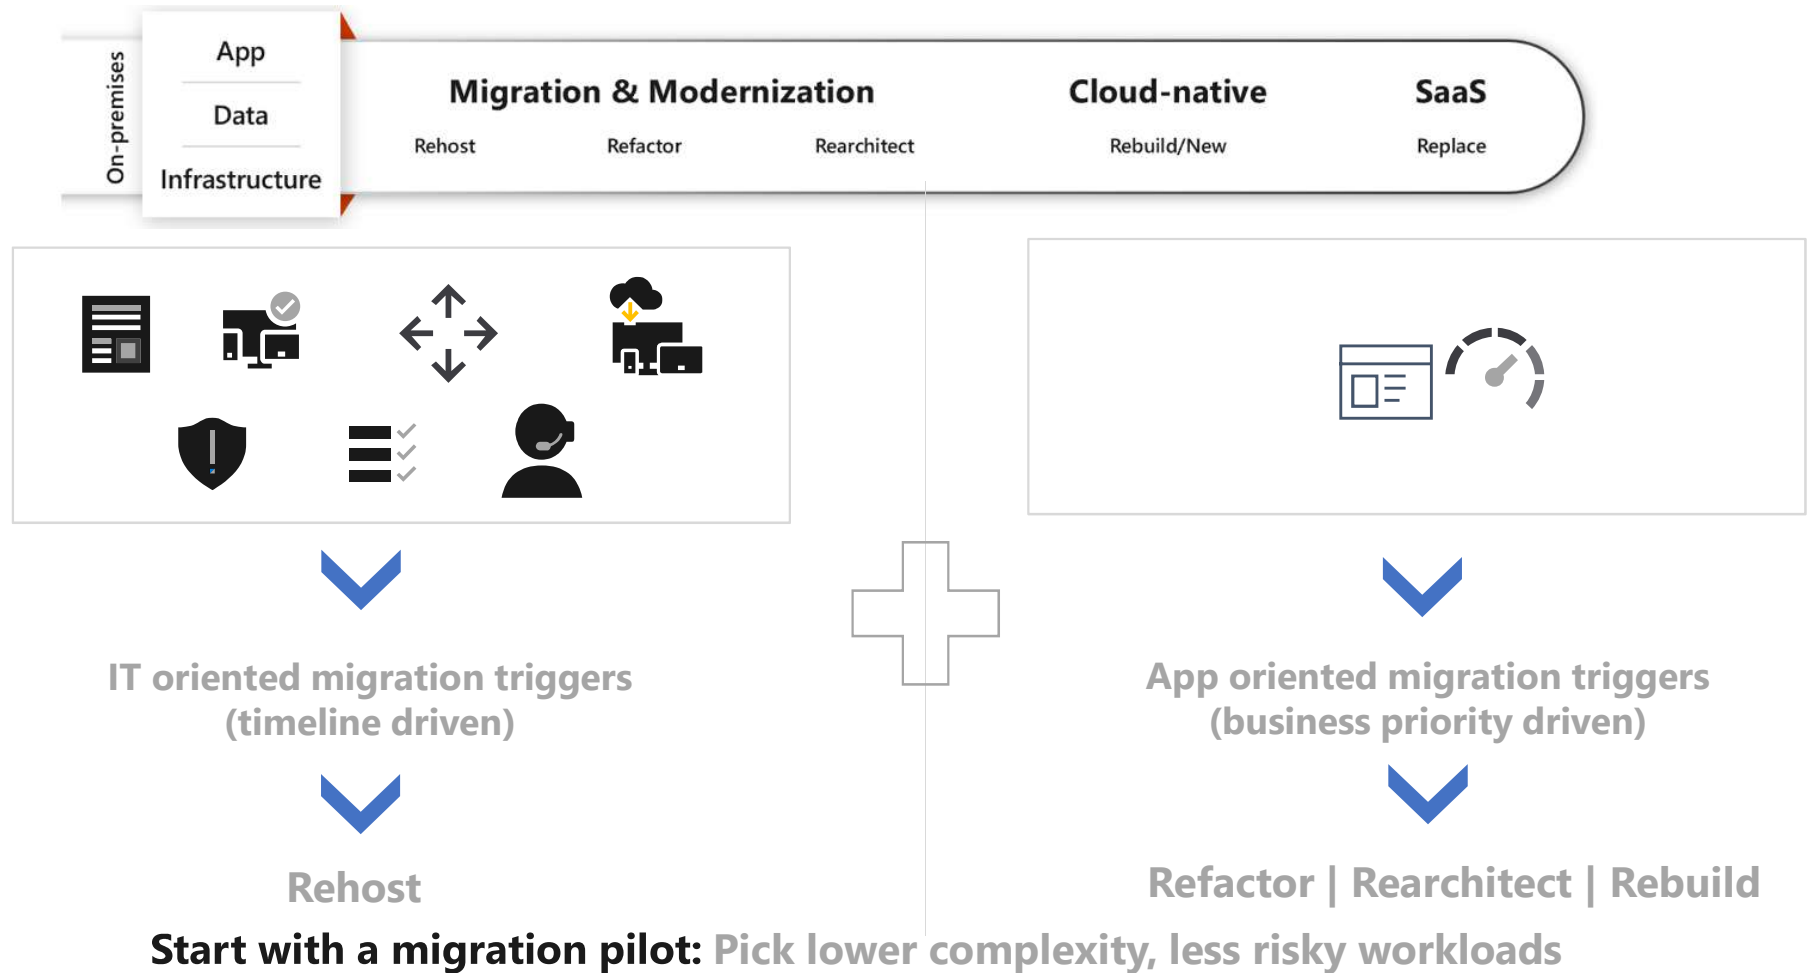 On-premises
App
Data
Infrastructure
Migration & Modernization
Cloud-native
SaaS
Rehost
Refactor
Rearchitect
Rebuild/New
Replace
IT oriented migration triggers
(timeline driven)
Rehost
App oriented migration triggers
(business priority driven)
Refactor | Rearchitect | Rebuild
Start with a migration pilot: Pick lower complexity, less risky workloads